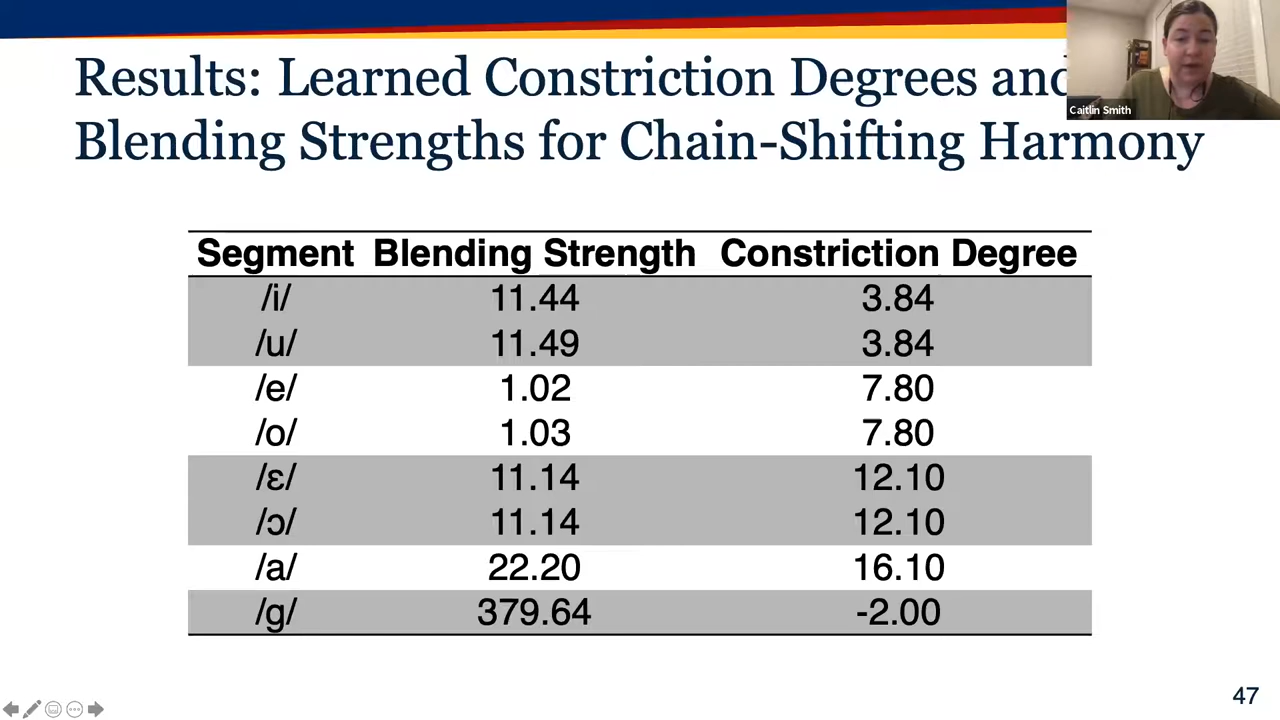 Results: Learned Constriction Degrees and
Blending Strengths for Chain-Shifting Harmony
Caitlin Smith
Segment Blending Strength Constriction Degree
/i/ 11.44 3.84
/u/ 11.49 3.84
/e/ 1.02 7.80
/o/ 1.03 7.80
/ɛ/ 11.14 12.10
/ɔ/ 11.14 12.10
/a/ 22.20 16.10
/g/ 379.64 -2.00
47